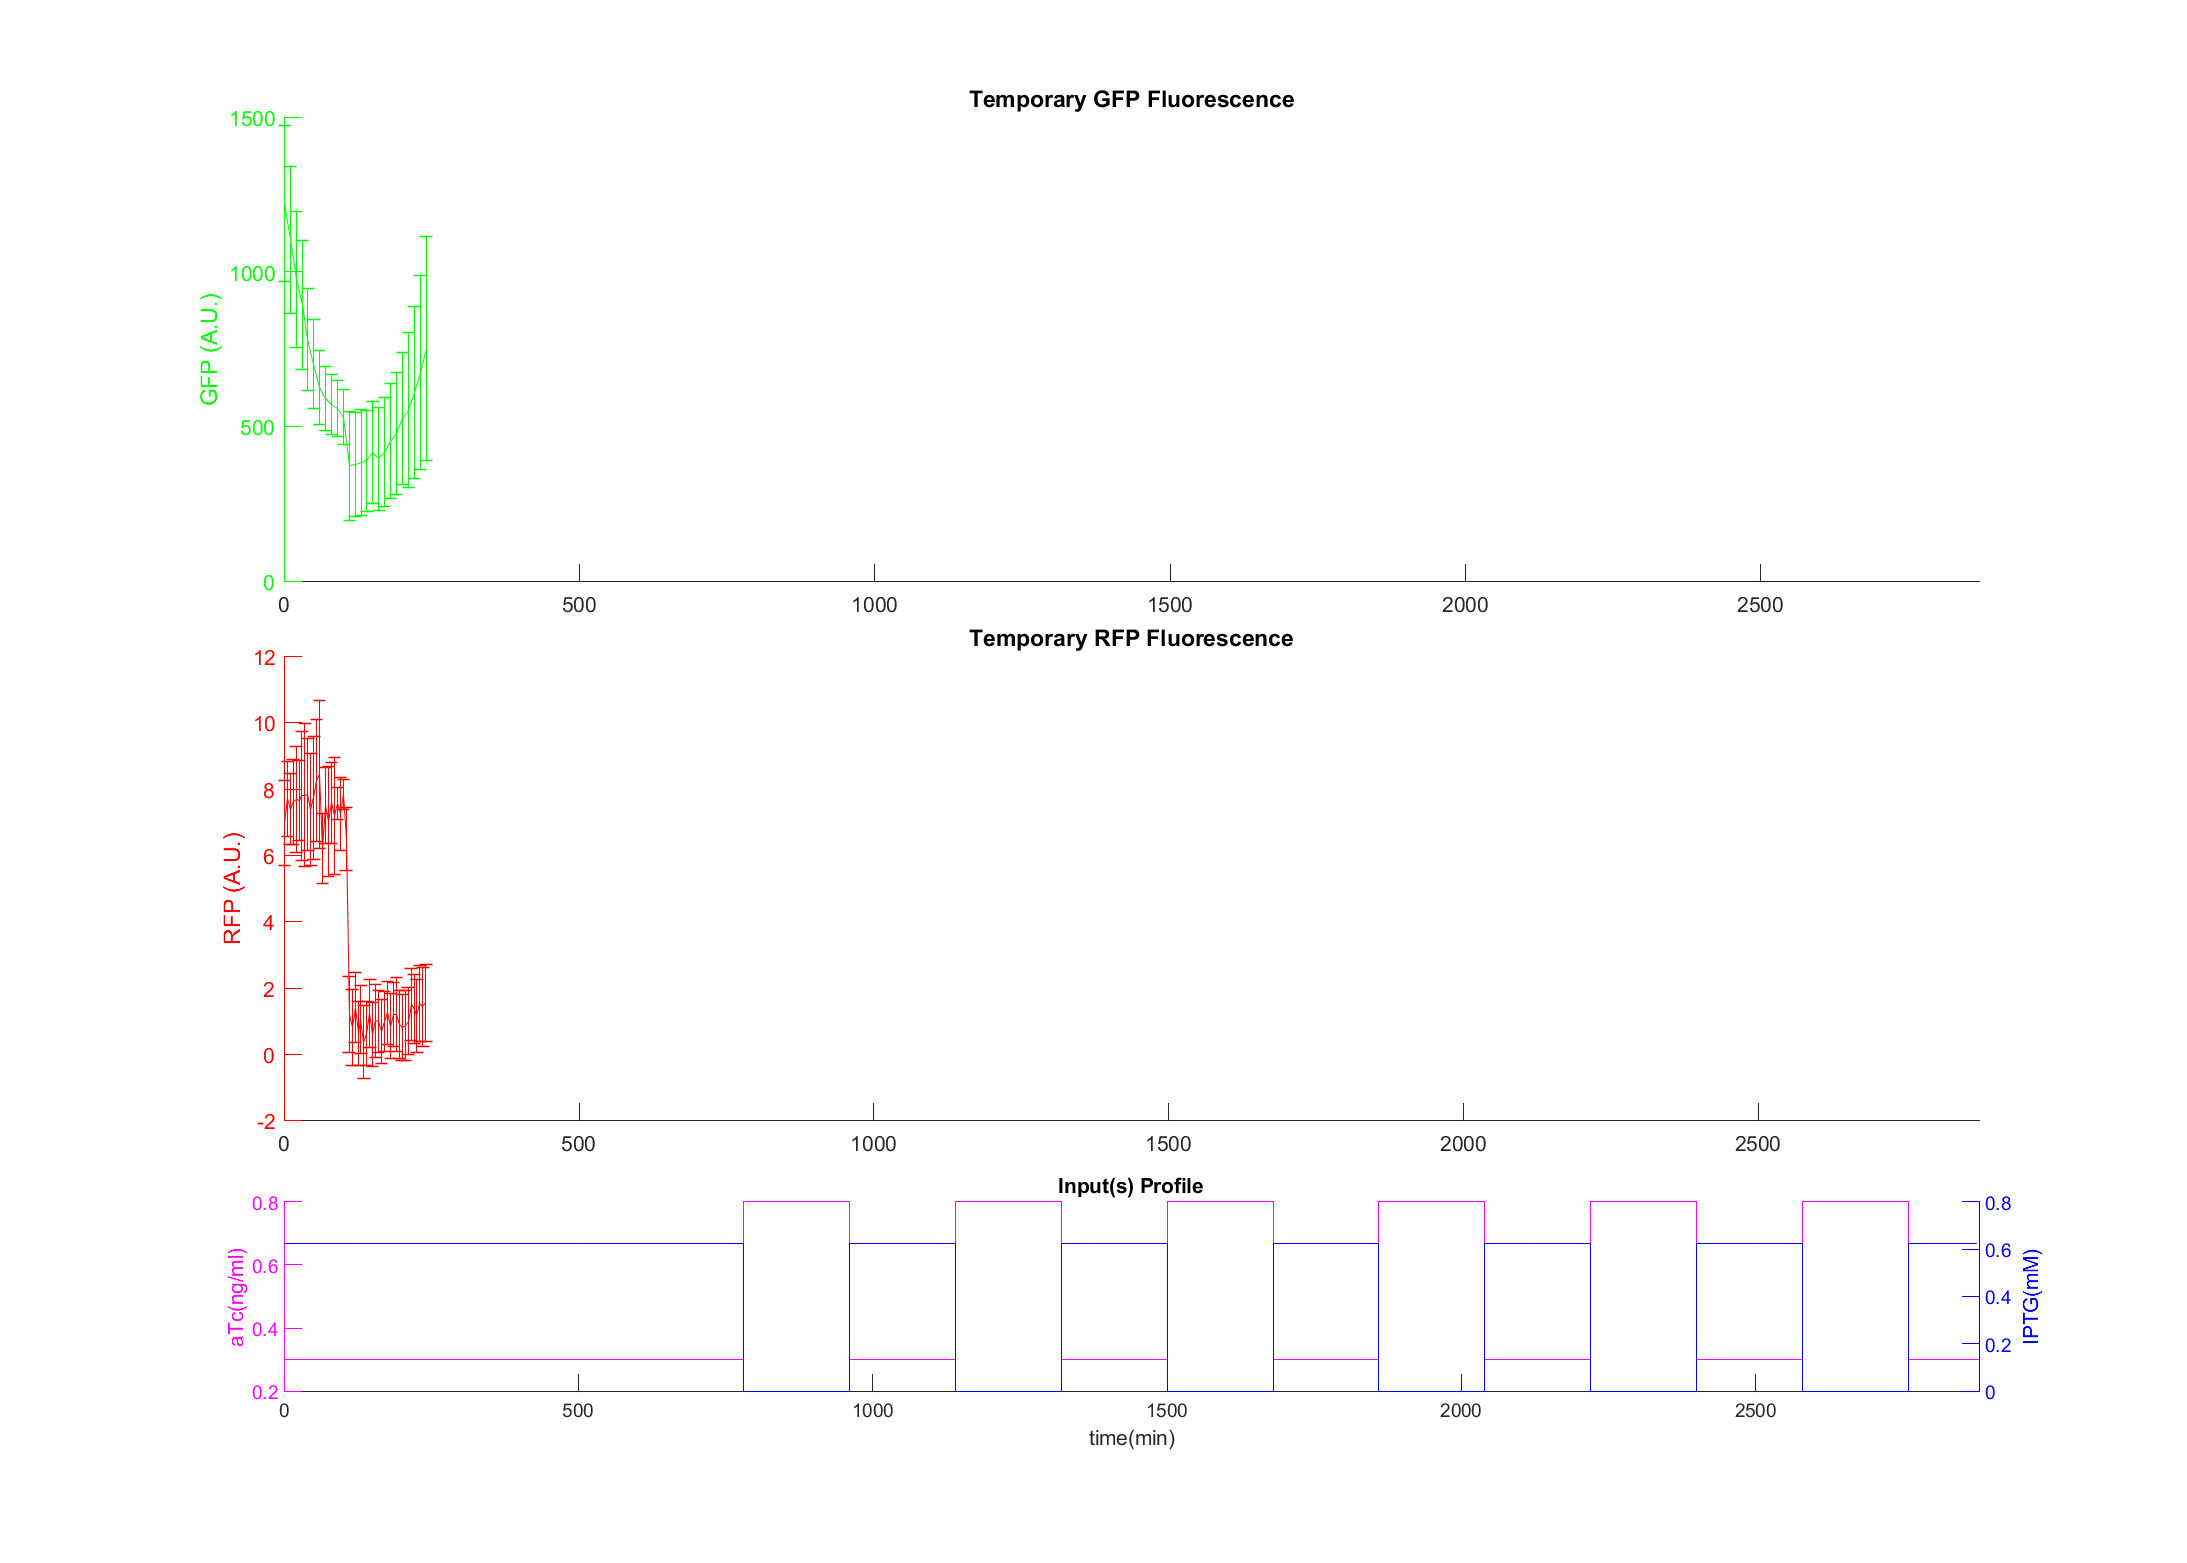 Temporary GFP Fluorescence
1500
1000
500
0
GFP (A.U.)
0 500 1000 1500 2000 2500
Temporary RFP Fluorescence
12
10
8
6
4
2
0
-2
RFP (A.U.)
0 500 1000 1500 2000 2500
Input(s) Profile
0.8
0.6
0.4
0.2
aTc(ng/ml)
0.8
0.6
0.4
0.2
0
IPTG(mM)
0 500 1000 1500 2000 2500
time(min)